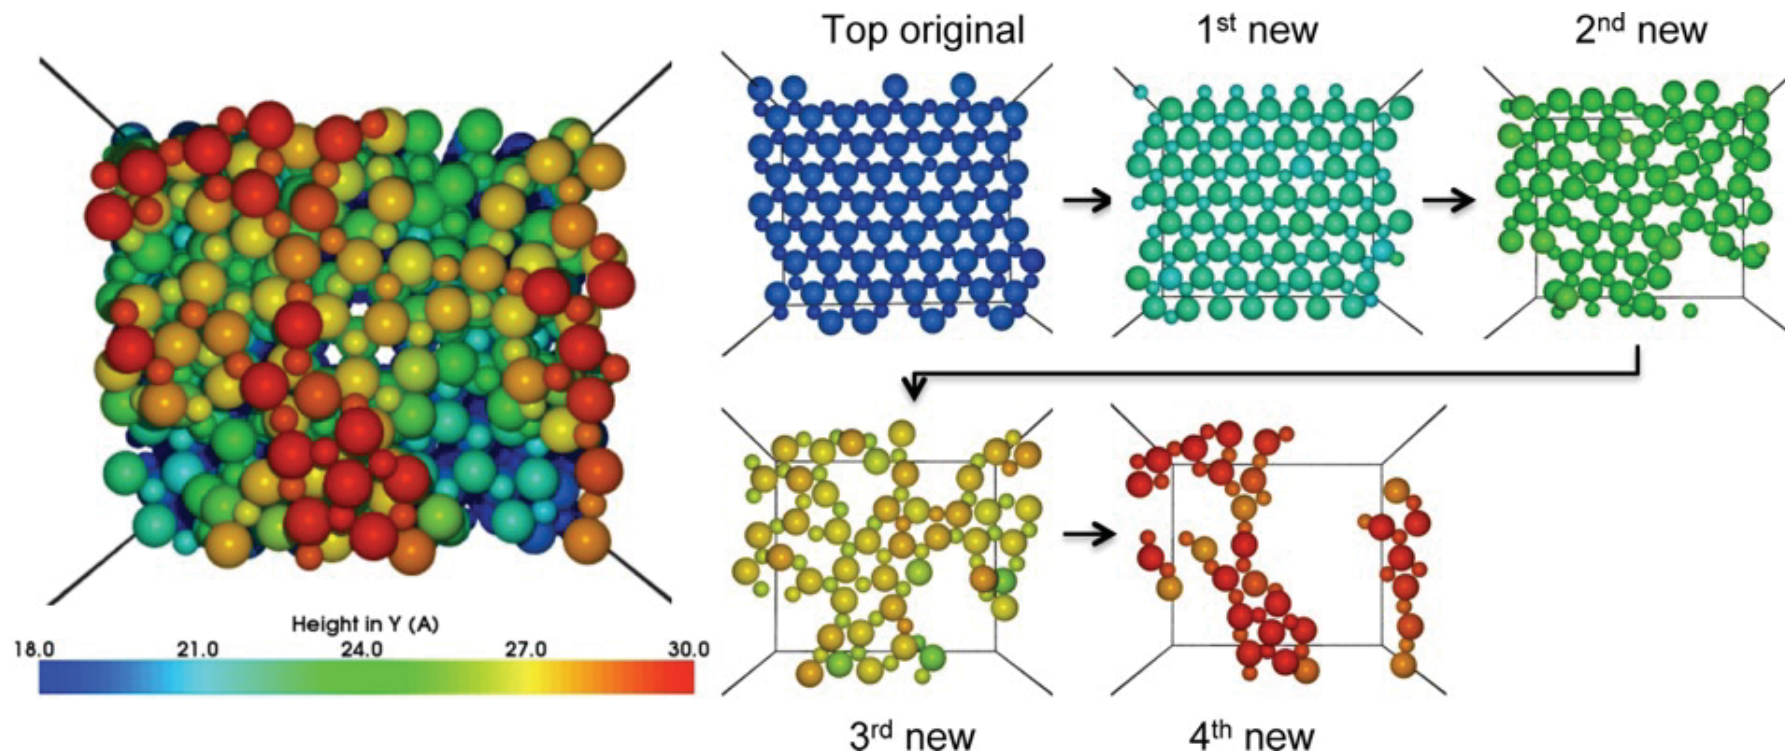 Top original
1st new
2nd new
Height in Y (A)
18.0 21.0 24.0 27.0 30.0
3rd new
4th new